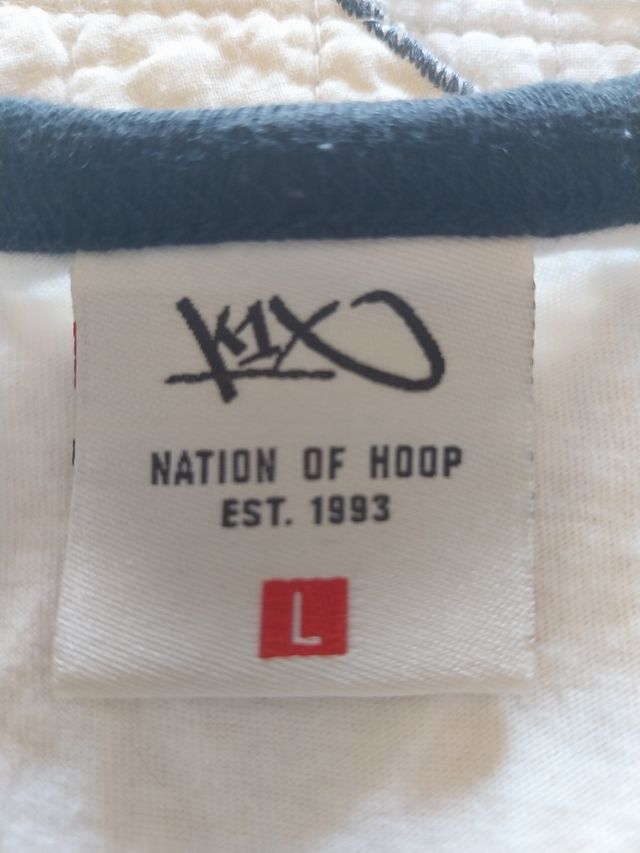 K1X
NATION OF HOOP
EST. 1993
L